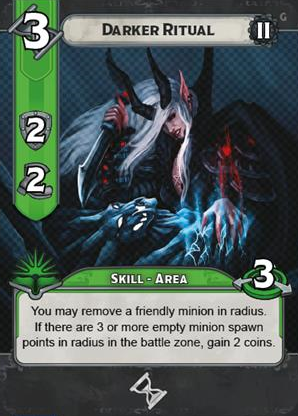 3
DARKER RITUAL
II
G
2
2
SKILL - AREA
3
You may remove a friendly minion in radius.
If there are 3 or more empty minion spawn
points in radius in the battle zone, gain 2 coins.